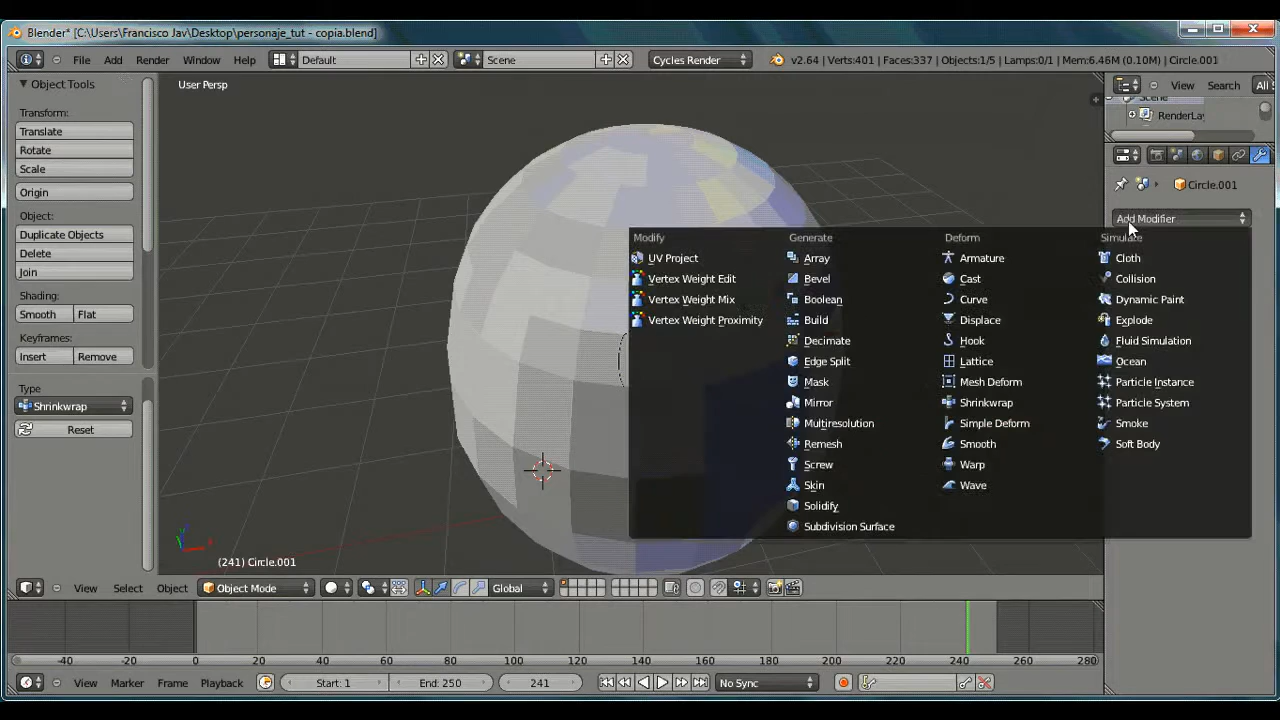 Blender* [C:\Users\Francisco Jav\Desktop\personaje_tut - copia.blend]
File Add Render Window Help Default Scene Cycles Render v2.64 | Verts:401 | Faces:337 | Objects:1/5 | Lamps:0/1 | Mem:6.46M (0.10M) | Circle.001
Object Tools
Transform:
Translate
Rotate
Scale
Origin
Object:
Duplicate Objects
Delete
Join
Shading:
Smooth Flat
Keyframes:
Insert Remove
Type
Shrinkwrap
Reset
User Persp
(241) Circle.001
View Search All S
Scene
RenderLay
Circle.001
Add Modifier
Modify
UV Project
Vertex Weight Edit
Vertex Weight Mix
Vertex Weight Proximity
Generate
Array
Bevel
Boolean
Build
Decimate
Edge Split
Mask
Mirror
Multiresolution
Remesh
Screw
Skin
Solidify
Subdivision Surface
Deform
Armature
Cast
Curve
Displace
Hook
Lattice
Mesh Deform
Shrinkwrap
Simple Deform
Smooth
Warp
Wave
Simulate
Cloth
Collision
Dynamic Paint
Explode
Fluid Simulation
Ocean
Particle Instance
Particle System
Smoke
Soft Body
View Select Object Object Mode Global
-40 -20 0 20 40 60 80 100 120 140 160 180 200 220 240 260 280
View Marker Frame Playback Start: 1 End: 250 241 No Sync